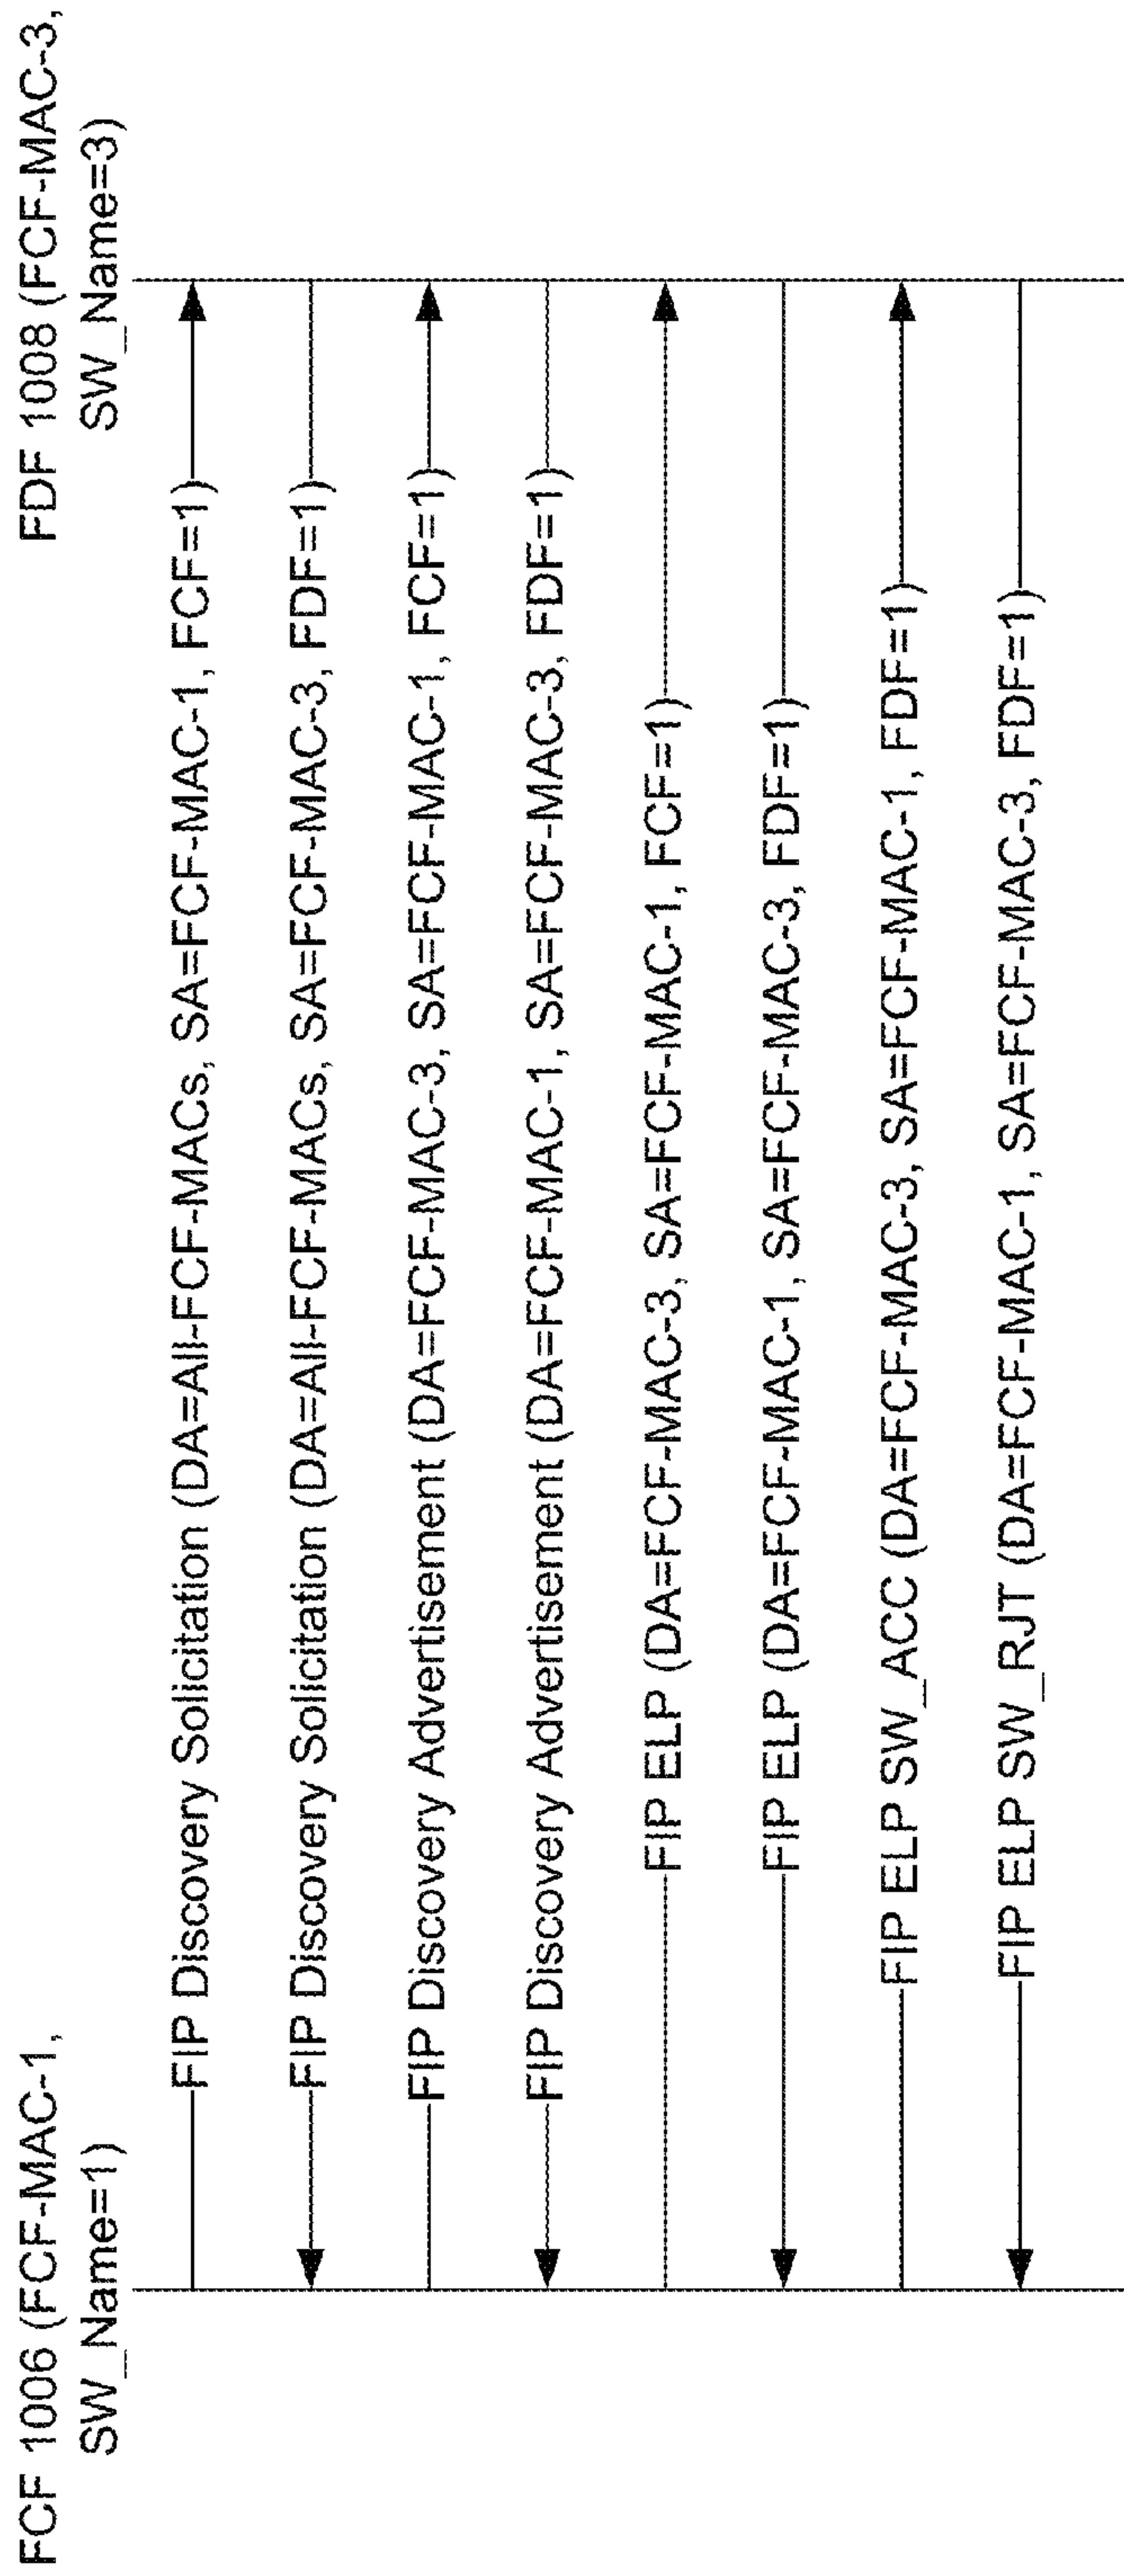 FCF 1006 (FCF-MAC-1,
SW_Name=1)
FDF 1008 (FCF-MAC-3,
SW_Name=3)
FIP Discovery Solicitation (DA=All-FCF-MACs, SA=FCF-MAC-1, FCF=1)
FIP Discovery Solicitation (DA=All-FCF-MACs, SA=FCF-MAC-3, FDF=1)
FIP Discovery Advertisement (DA=FCF-MAC-3, SA=FCF-MAC-1, FCF=1)
FIP Discovery Advertisement (DA=FCF-MAC-1, SA=FCF-MAC-3, FDF=1)
FIP ELP (DA=FCF-MAC-3, SA=FCF-MAC-1, FCF=1)
FIP ELP (DA=FCF-MAC-1, SA=FCF-MAC-3, FDF=1)
FIP ELP SW_ACC (DA=FCF-MAC-3, SA=FCF-MAC-1, FDF=1)
FIP ELP SW_RJT (DA=FCF-MAC-1, SA=FCF-MAC-3, FDF=1)